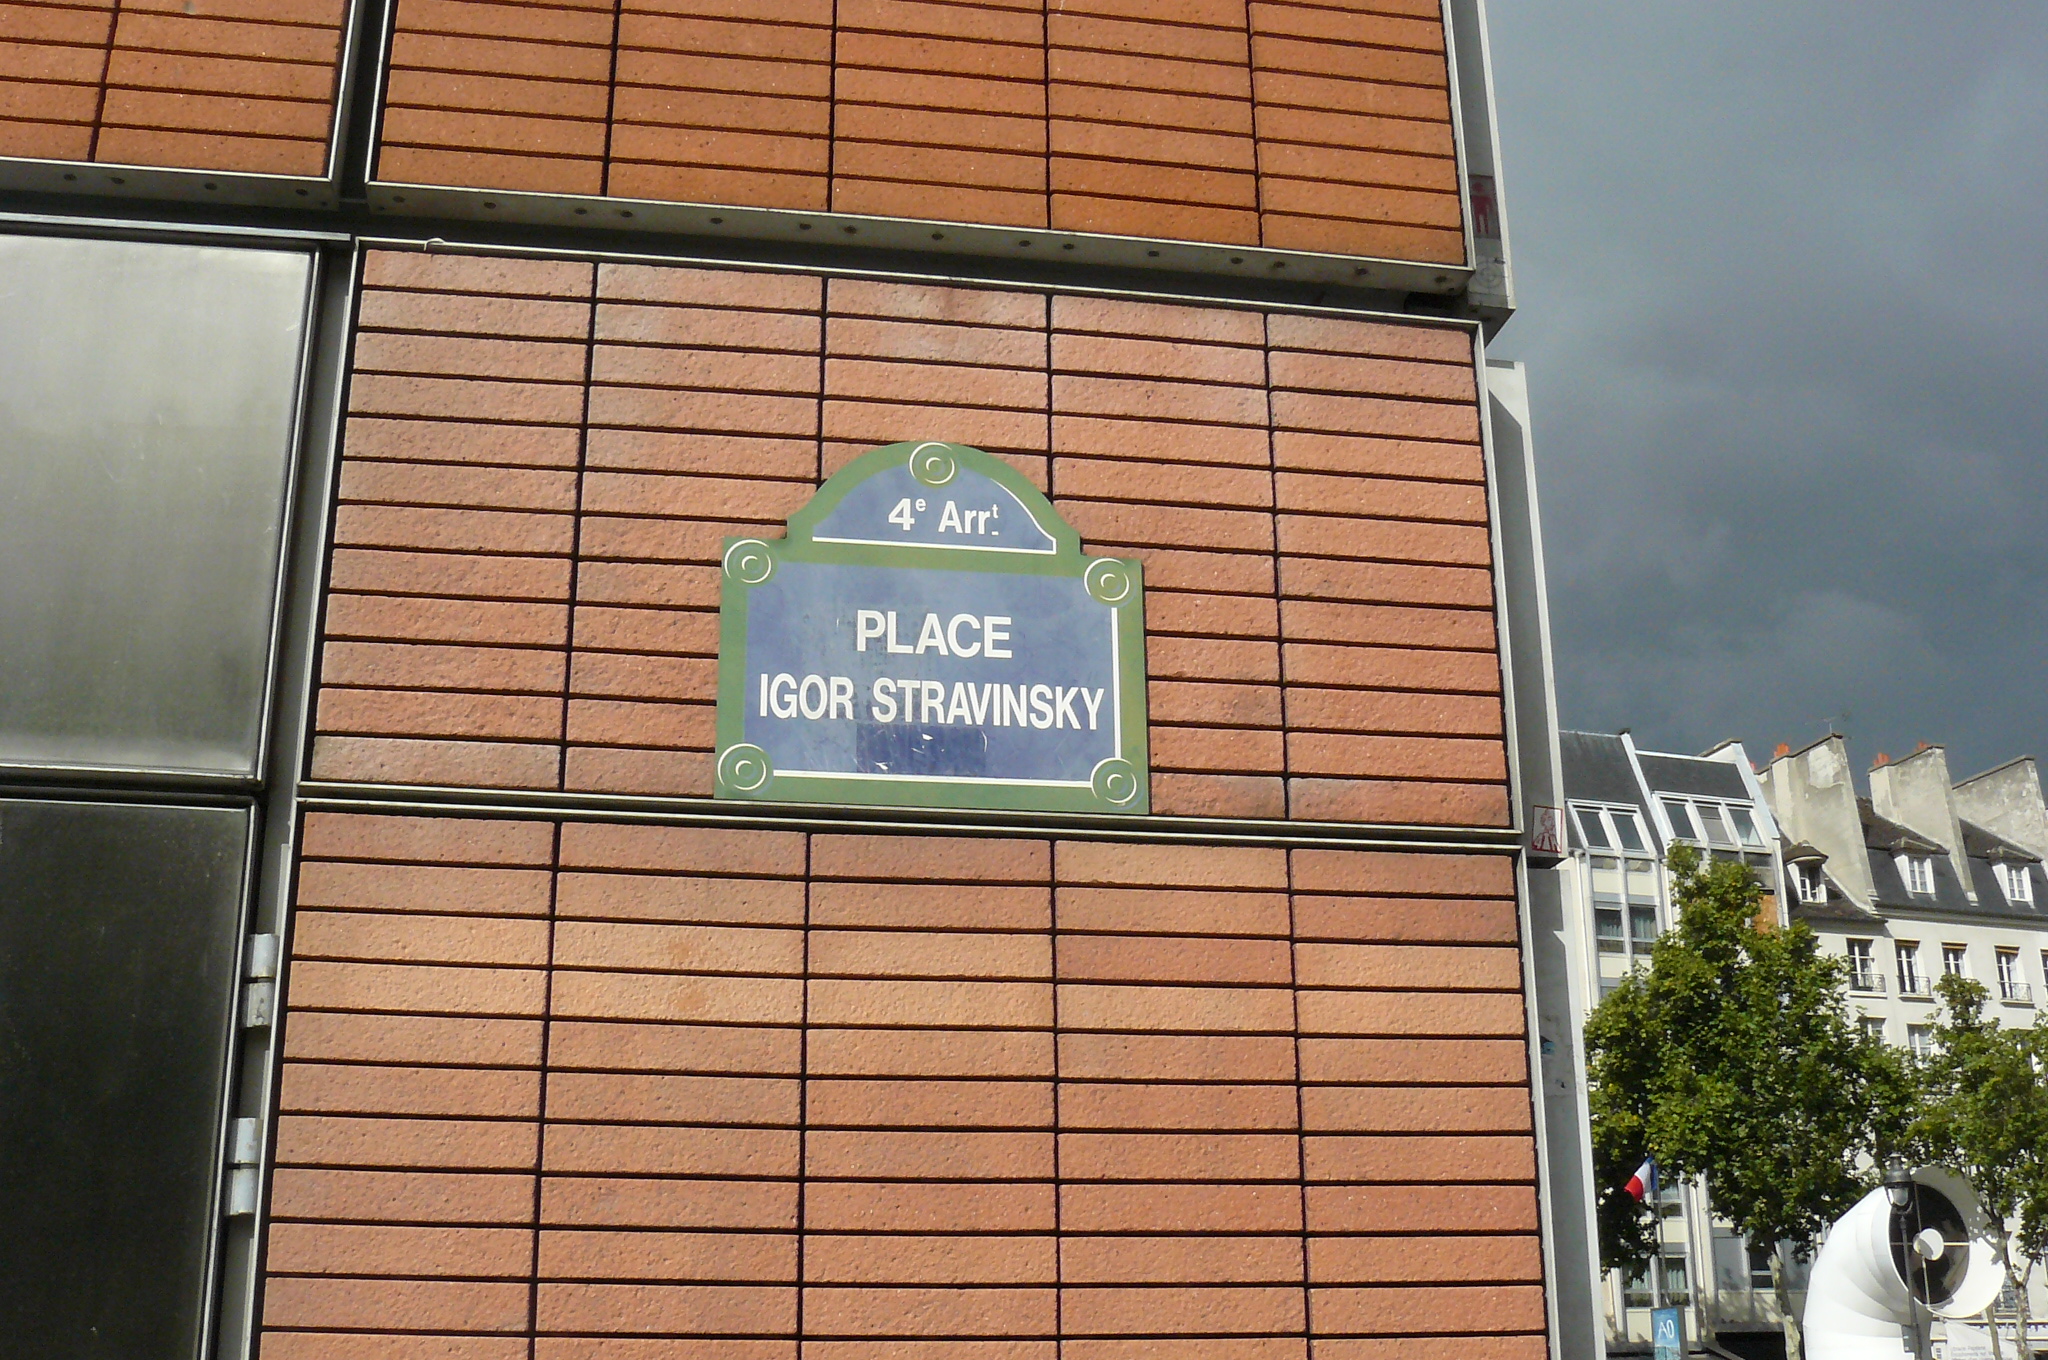 4e Arrt
PLACE
IGOR STRAVINSKY